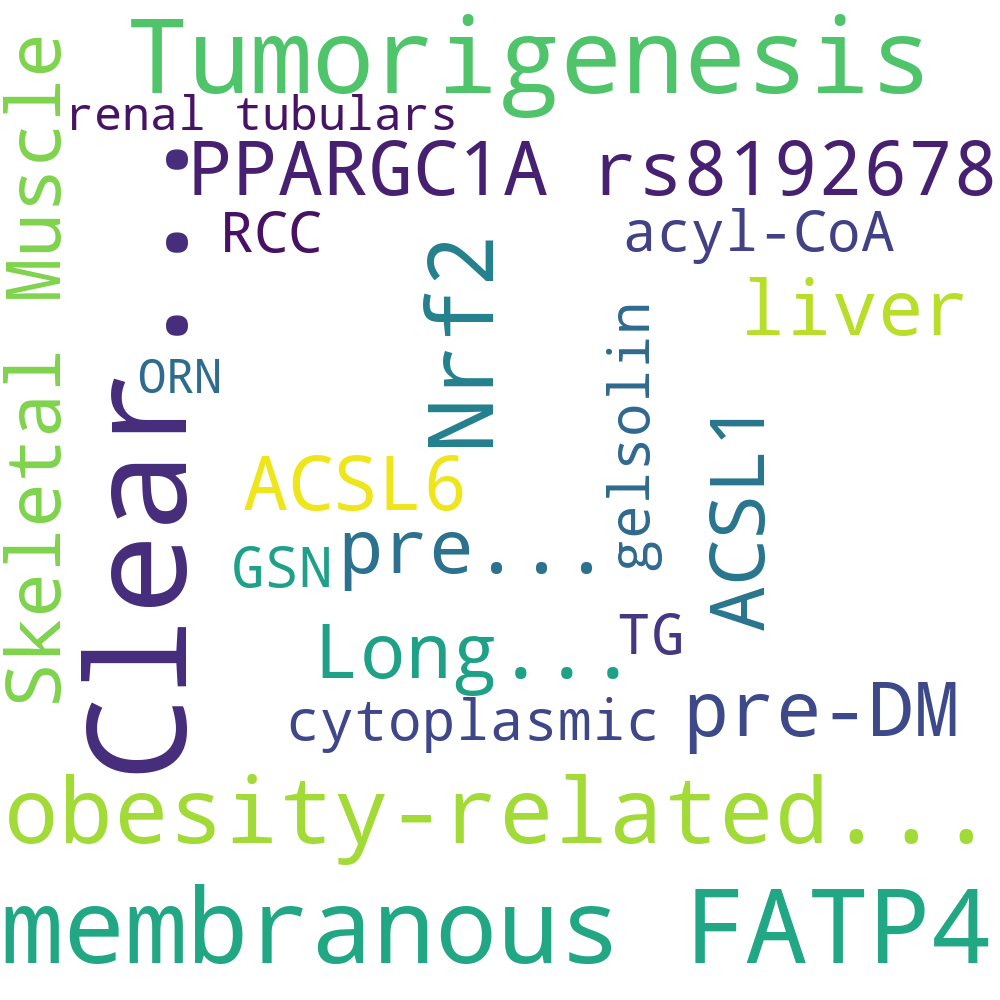 Tumorigenesis
renal tubulars
PPARGC1A rs8192678
RCC
acyl-CoA
liver
Skeletal Muscle
Clear...
Nrf2
gelsolin
ORN
ACSL1
ACSL6
pre...
GSN
TG
Long...
pre-DM
cytoplasmic
obesity-related...
membranous FATP4